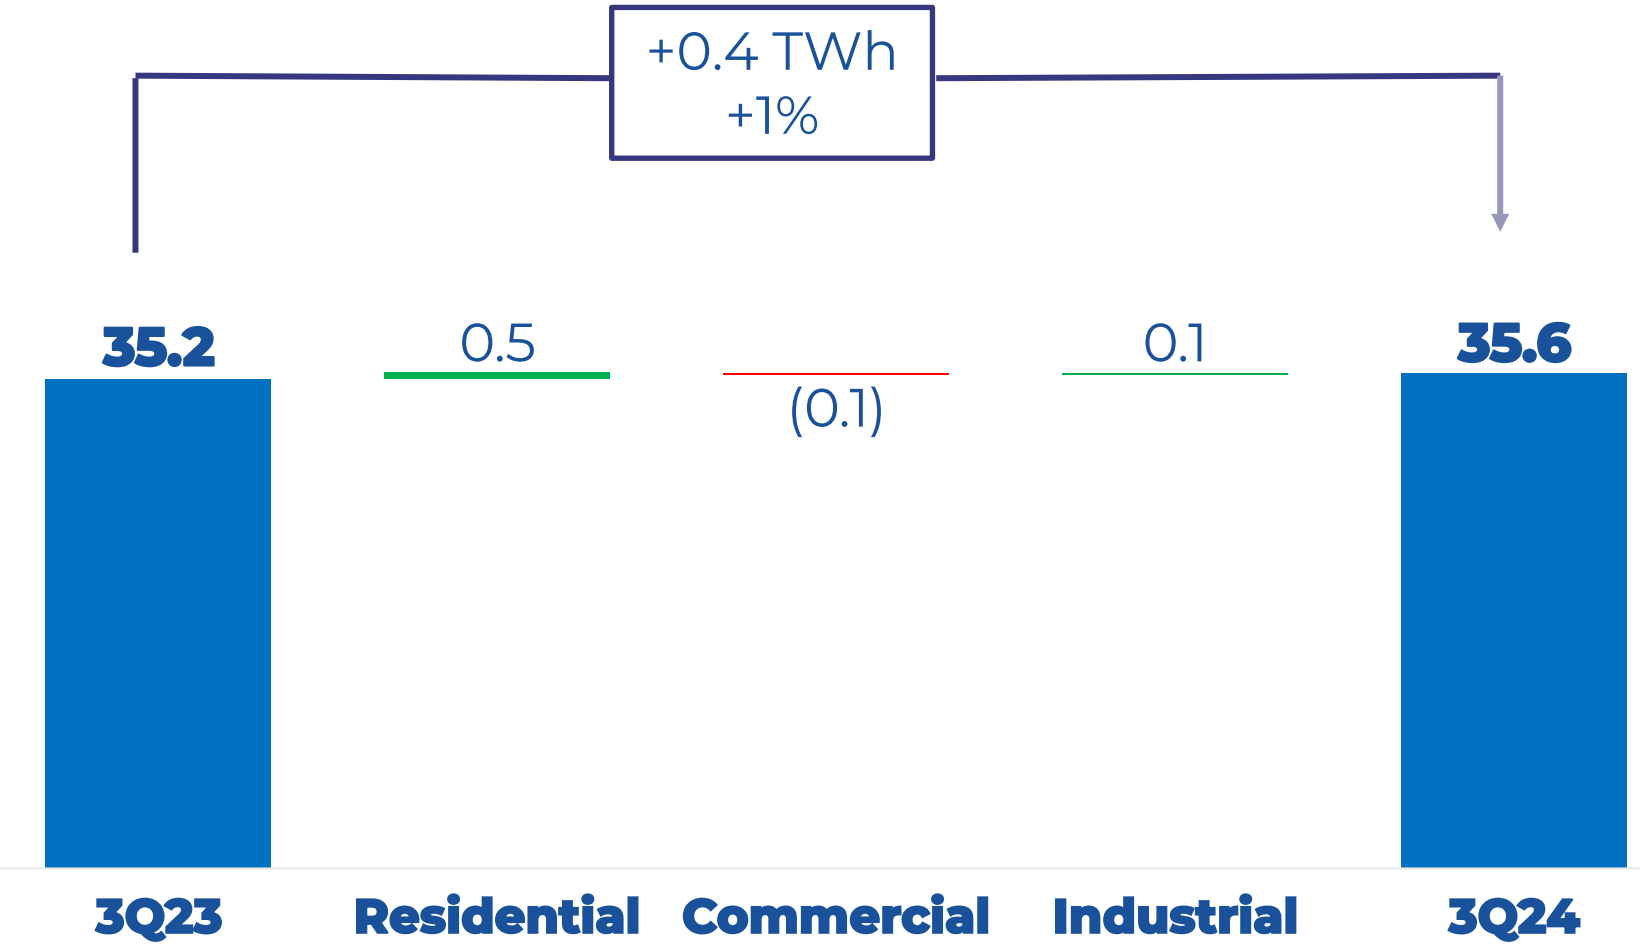 +0.4 TWh
+1%
35.2
0.5
(0.1)
0.1
35.6
3Q23
Residential
Commercial
Industrial
3Q24